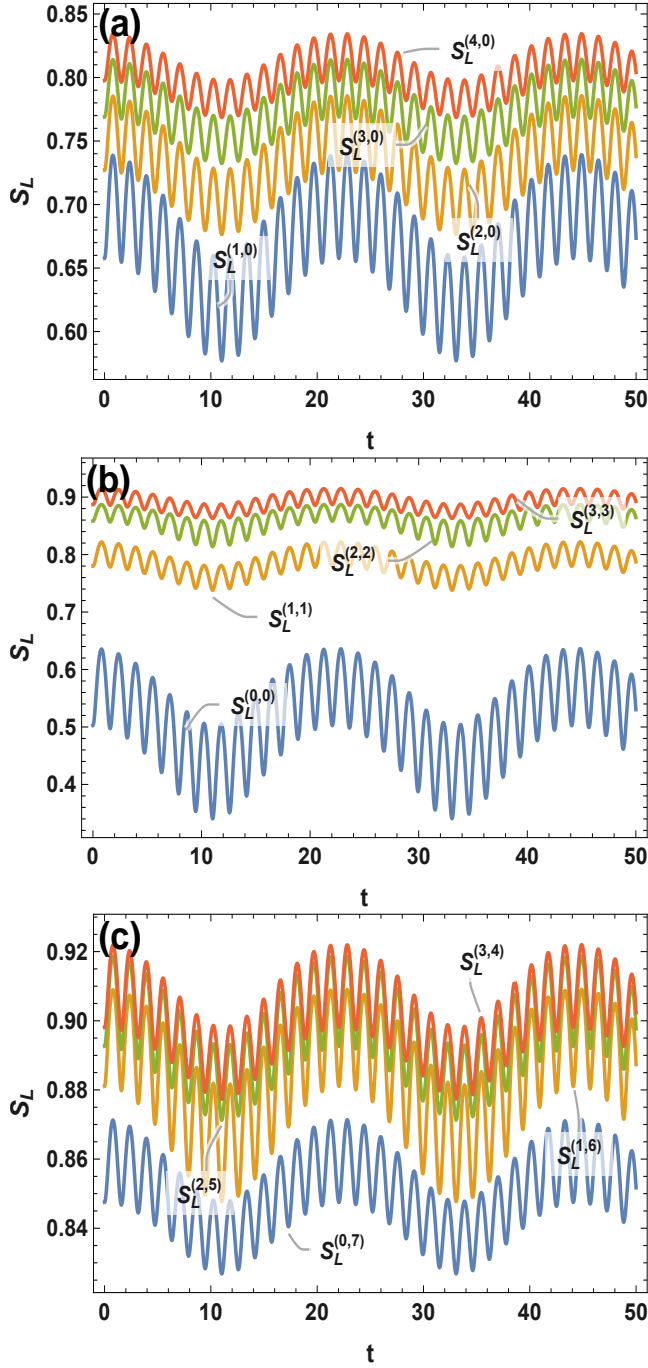 (a)
0.85
S_L^(4,0)
0.80
0.75
S_L^(3,0)
S_L
0.70
S_L^(2,0)
S_L^(1,0)
0.65
0.60
0 10 20 30 40 50
t
(b)
0.9
S_L^(3,3)
0.8
S_L^(2,2)
0.7
S_L^(1,1)
S_L
0.6
S_L^(0,0)
0.5
0.4
0 10 20 30 40 50
t
(c)
0.92
S_L^(3,4)
0.90
S_L
0.88
0.86
S_L^(1,6)
S_L^(2,5)
0.84
S_L^(0,7)
0 10 20 30 40 50
t